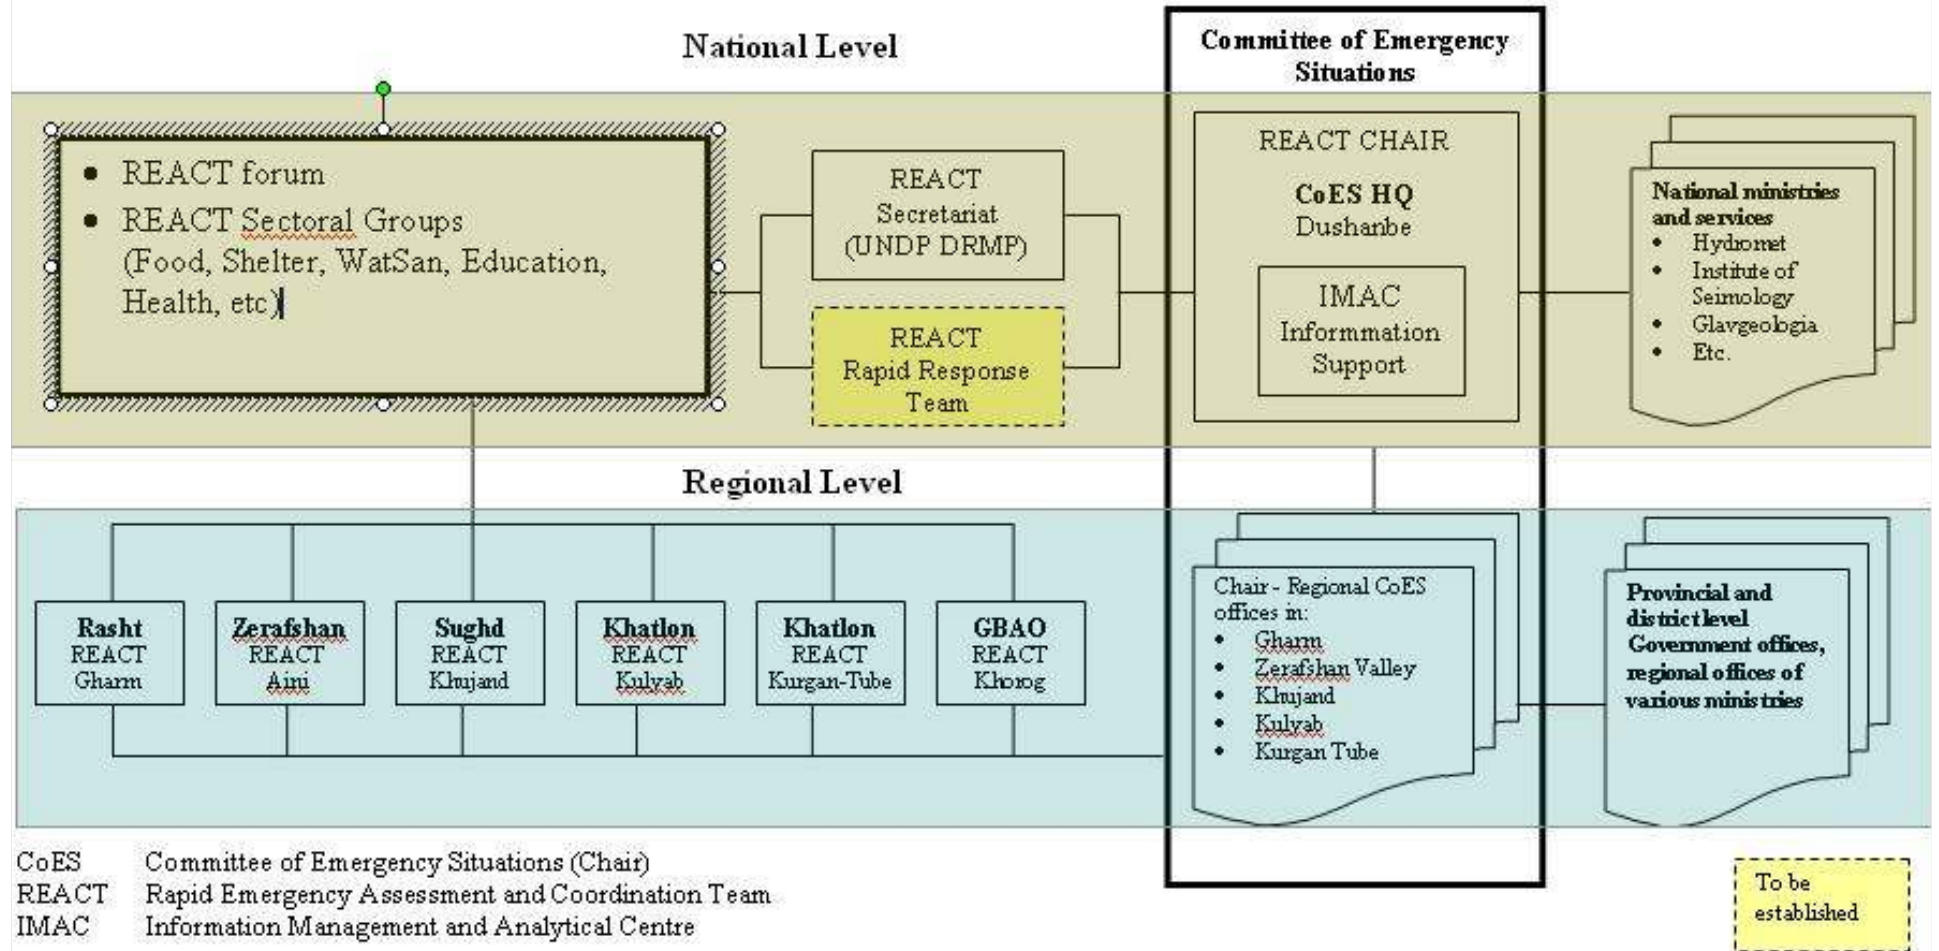 National Level
Committee of Emergency
Situations
• REACT forum
• REACT Sectoral Groups
(Food, Shelter, WatSan, Education,
Health, etc)
REACT
Secretariat
(UNDP DRMP)
REACT
Rapid Response
Team
REACT CHAIR
CoES HQ
Dushanbe
IMAC
Informmation
Support
National ministries
and services
• Hydromet
• Institute of
Seimology
• Glavgeologia
• Etc.
Regional Level
Rasht
REACT
Gharm
Zerafshan
REACT
Aini
Sughd
REACT
Khujand
Khatlon
REACT
Kulyab
Khatlon
REACT
Kurgan-Tube
GBAO
REACT
Khorog
Chair - Regional CoES
offices in:
• Gharm
• Zerafshan Valley
• Khujand
• Kulyab
• Kurgan Tube
Provincial and
district level
Government offices,
regional offices of
various ministries
CoES Committee of Emergency Situations (Chair)
REACT Rapid Emergency Assessment and Coordination Team
IMAC Information Management and Analytical Centre
To be
established